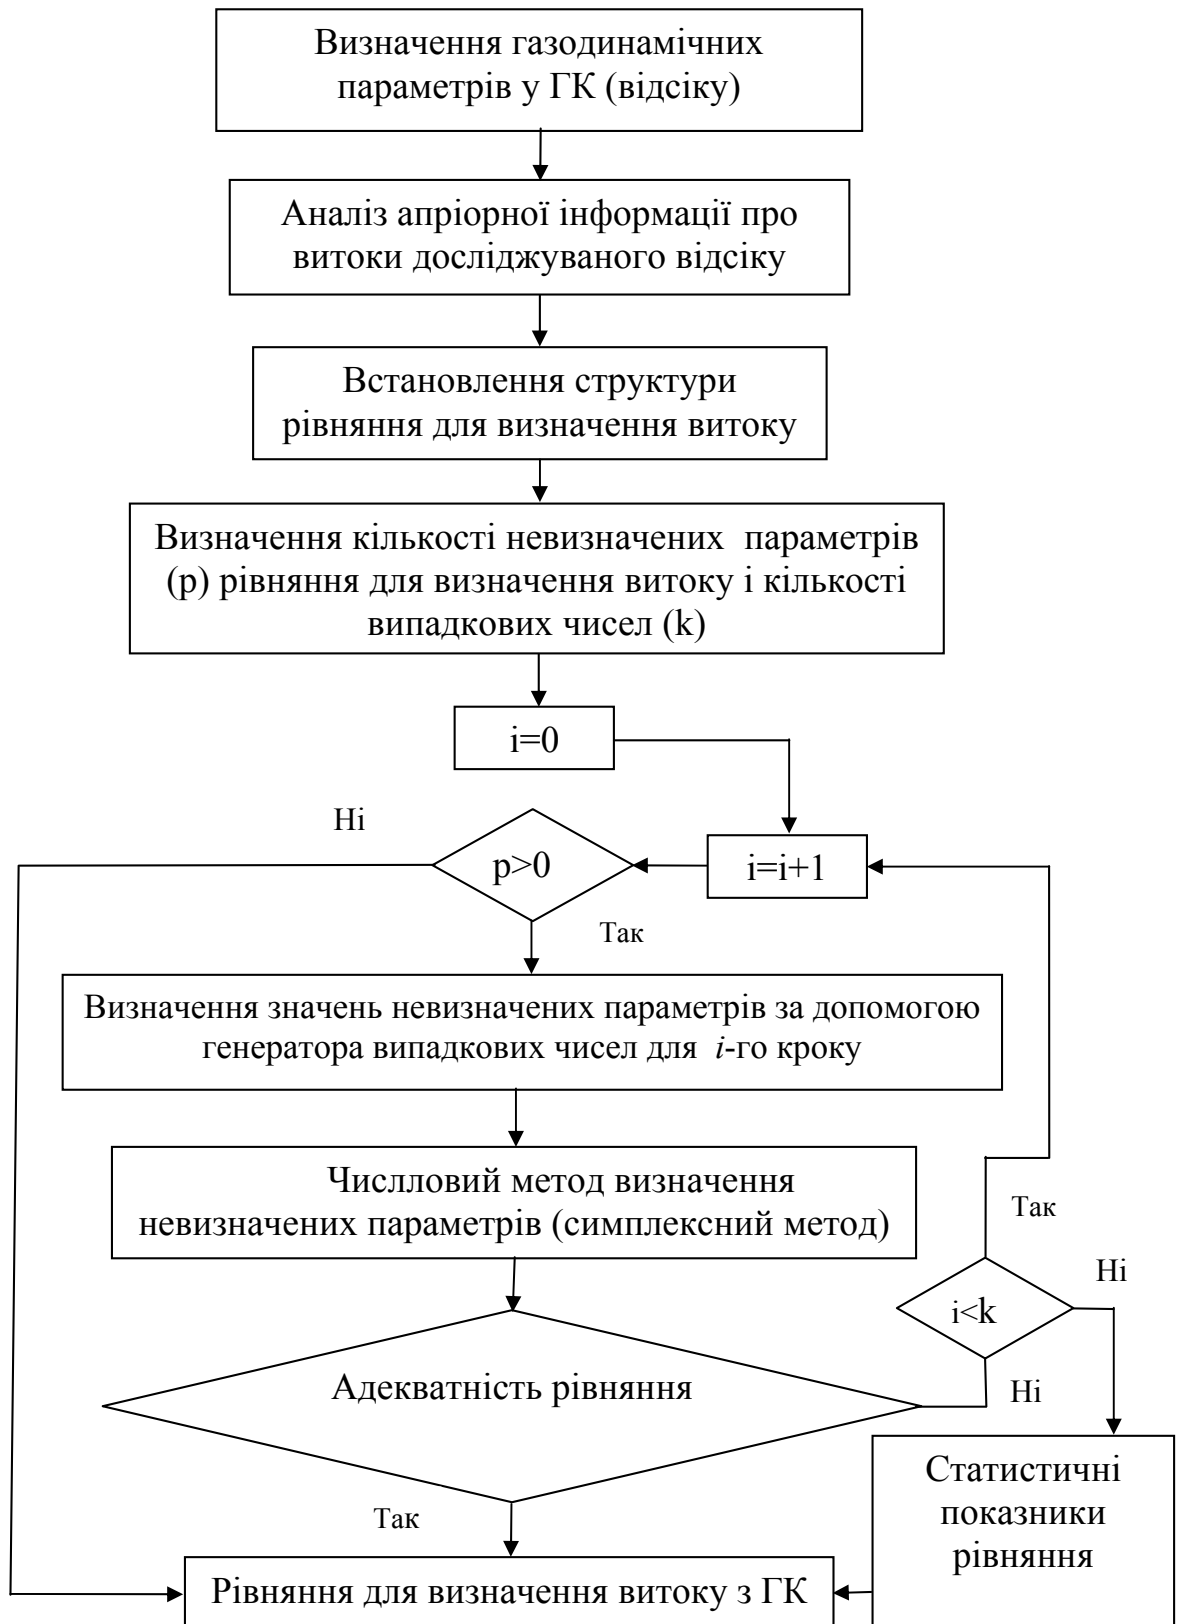 Визначення газодинамічних
параметрів у ГК (відсіку)
Аналіз апріорної інформації про
витоки досліджуваного відсіку
Встановлення структури
рівняння для визначення витоку
Визначення кількості невизначених параметрів
(p) рівняння для визначення витоку і кількості
випадкових чисел (k)
i=0
Ні
p>0
i=i+1
Так
Визначення значень невизначених параметрів за допомогою
генератора випадкових чисел для i-го кроку
Числловий метод визначення
невизначених параметрів (симплексний метод)
Так
Ні
i<k
Адекватність рівняння
Ні
Статистичні
показники
рівняння
Так
Рівняння для визначення витоку з ГК